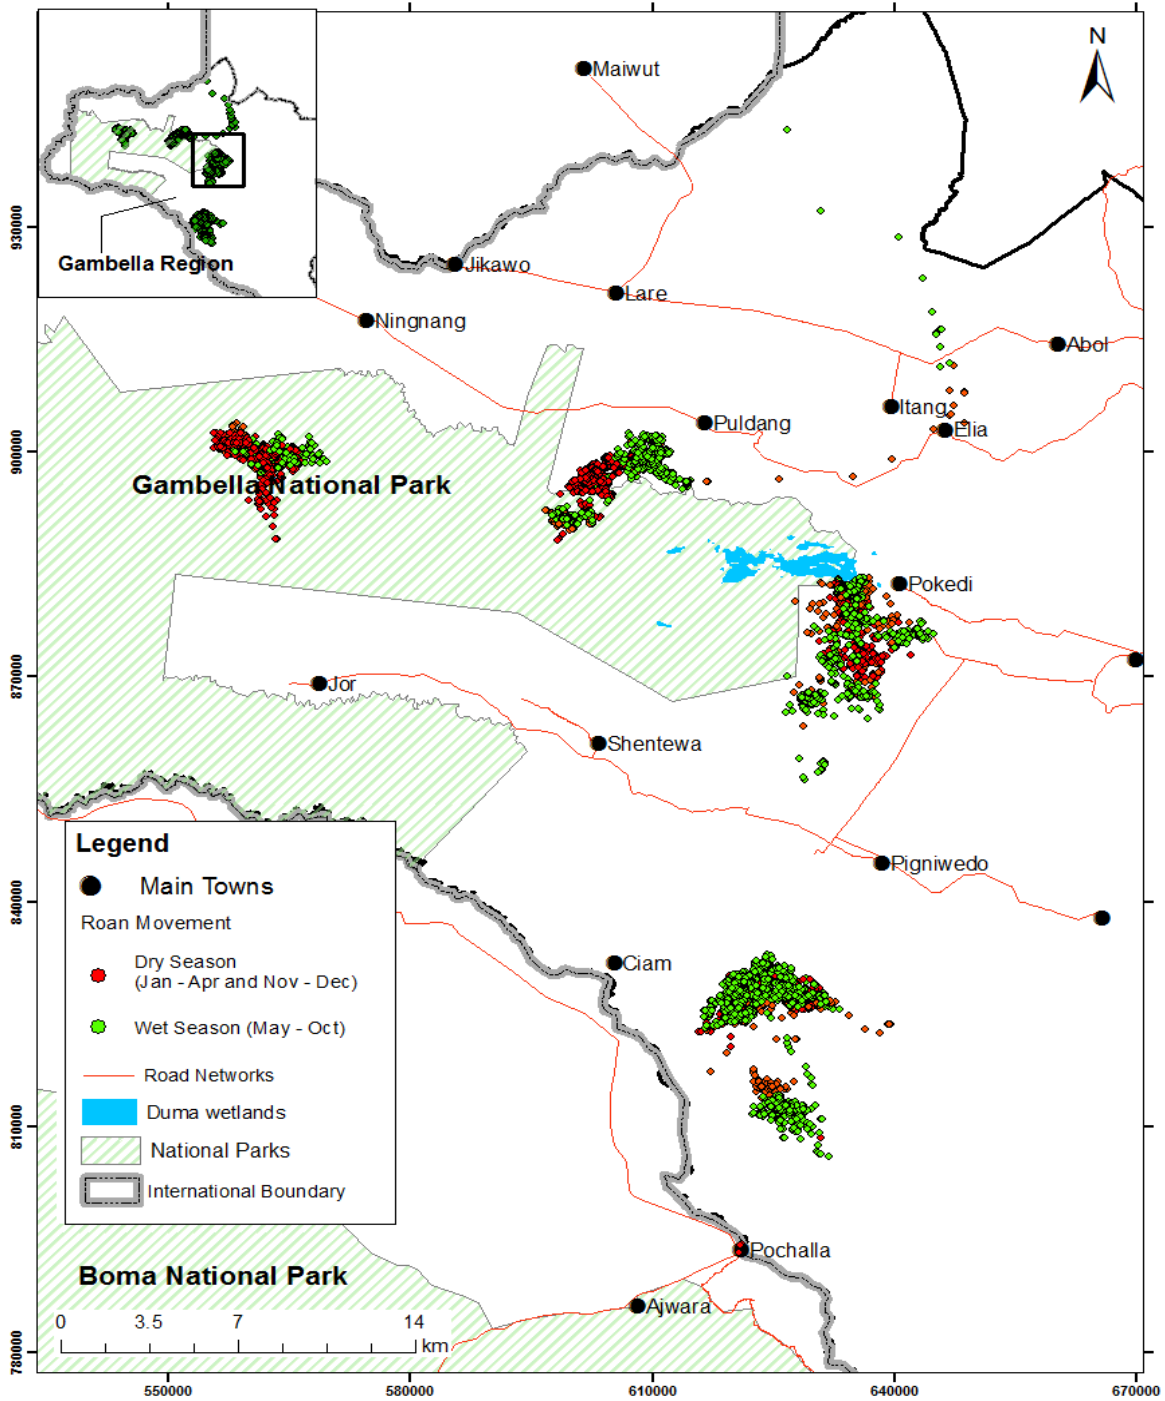 N
Maiwut
Gambella Region
Jikawo
Lare
Ningnang
Abol
Itang
Puldang
Elia
Gambella National Park
Pokedi
Jor
Shentewa
Pigniwedo
Ciam
Pochalla
Ajwara
Boma National Park
Legend
Main Towns
Roan Movement
Dry Season
(Jan - Apr and Nov - Dec)
Wet Season (May - Oct)
Road Networks
Duma wetlands
National Parks
International Boundary
0 3.5 7 14
km
930000
900000
870000
840000
810000
780000
550000 580000 610000 640000 670000